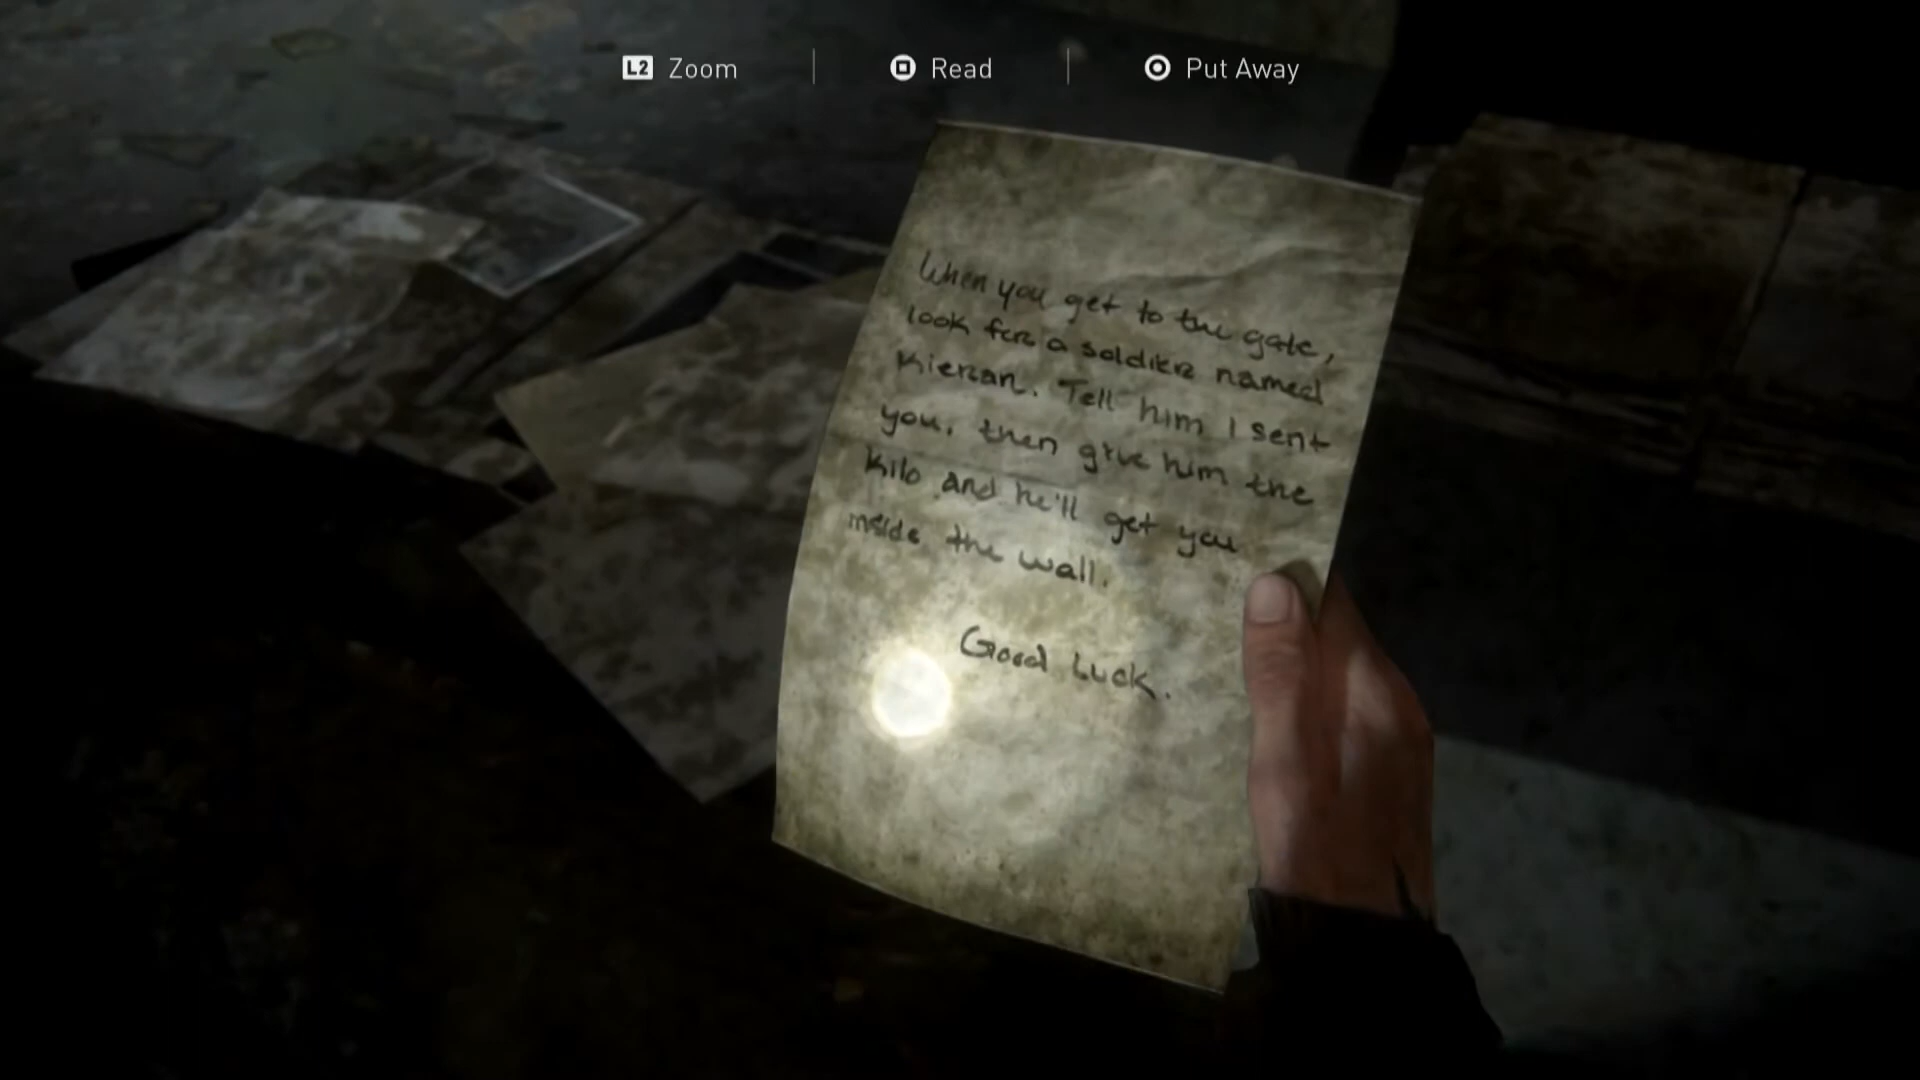 L2 Zoom | Read | Put Away
When you get to the gate,
look for a soldier named
Kieran. Tell him I sent
you, then give him the
kilo and he'll get you
inside the wall.
Good Luck.